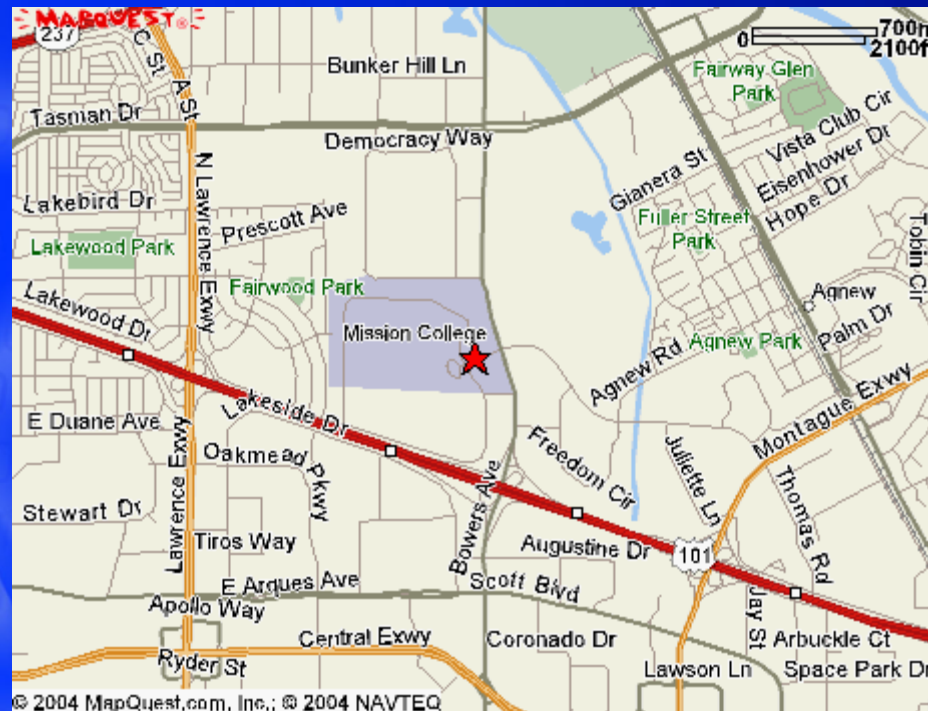 MAPQUEST®
237
C St
A St
Bunker Hill Ln
0 700m
2100ft
Fairway Glen
Park
Tasman Dr
Democracy Way
Vista Club Cir
Eisenhower Dr
Hope Dr
Gianera St
N Lawrence Exwy
Lakebird Dr
Prescott Ave
Fuller Street
Park
Tobin Cir
Lakewood Park
Fairwood Park
Agnew
Lakewood Dr
Mission College
Agnew Park
Palm Dr
Agnew Rd
Montague Exwy
Lakeside Dr
E Duane Ave
Oakmead Pkwy
Freedom Cir
Juliette Ln
Thomas Rd
Lawrence Exwy
Bowers Ave
Stewart Dr
Tiros Way
Augustine Dr
101
E Arques Ave
Scott Blvd
Apollo Way
Jay St
Central Exwy
Coronado Dr
Arbuckle Ct
Ryder St
Lawson Ln
Space Park Dr
© 2004 MapQuest.com, Inc.; © 2004 NAVTEQ